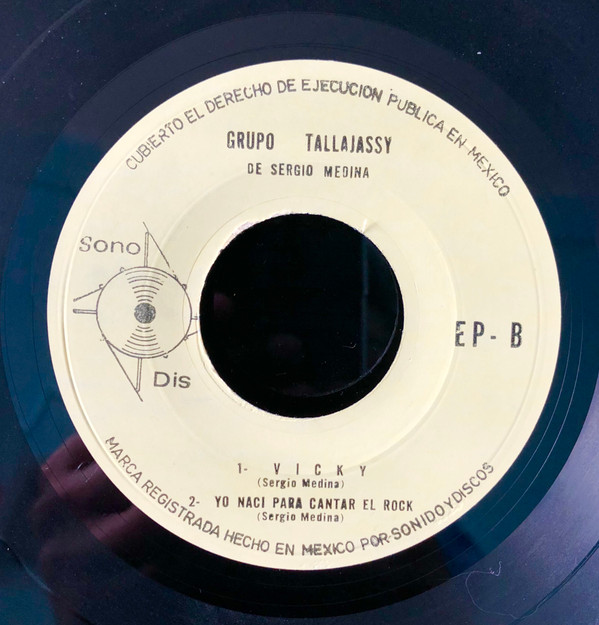 CUBIERTO EL DERECHO DE EJECUCION PUBLICA EN MEXICO
GRUPO TALLAJASSY
DE SERGIO MEDINA
Sono
Dis
EP- B
1- VICKY
(Sergio Medina)
2- YO NACI PARA CANTAR EL ROCK
(Sergio Medina)
MARCA REGISTRADA HECHO EN MEXICO POR SONIDO Y DISCOS